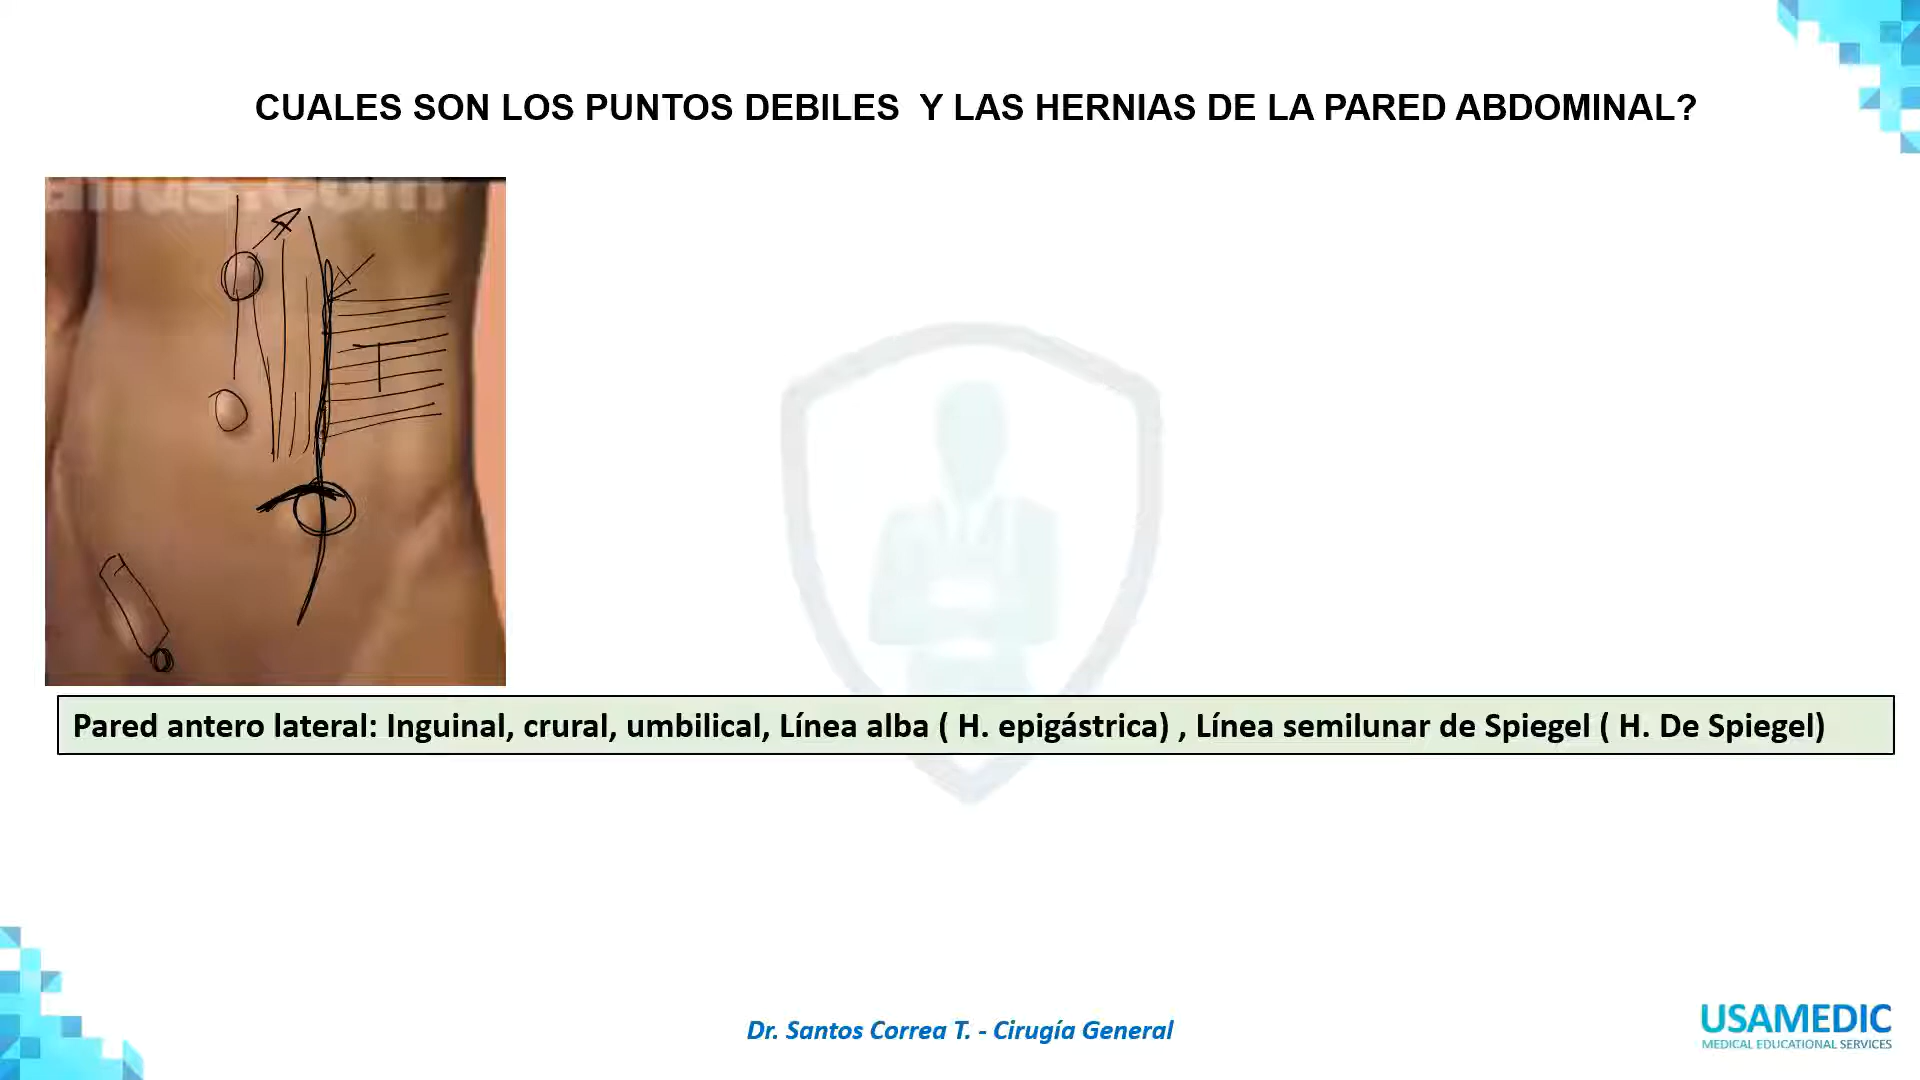 CUALES SON LOS PUNTOS DEBILES Y LAS HERNIAS DE LA PARED ABDOMINAL?
Pared antero lateral: Inguinal, crural, umbilical, Línea alba ( H. epigástrica) , Línea semilunar de Spiegel ( H. De Spiegel)
Dr. Santos Correa T. - Cirugía General
USAMEDIC
MEDICAL EDUCATIONAL SERVICES